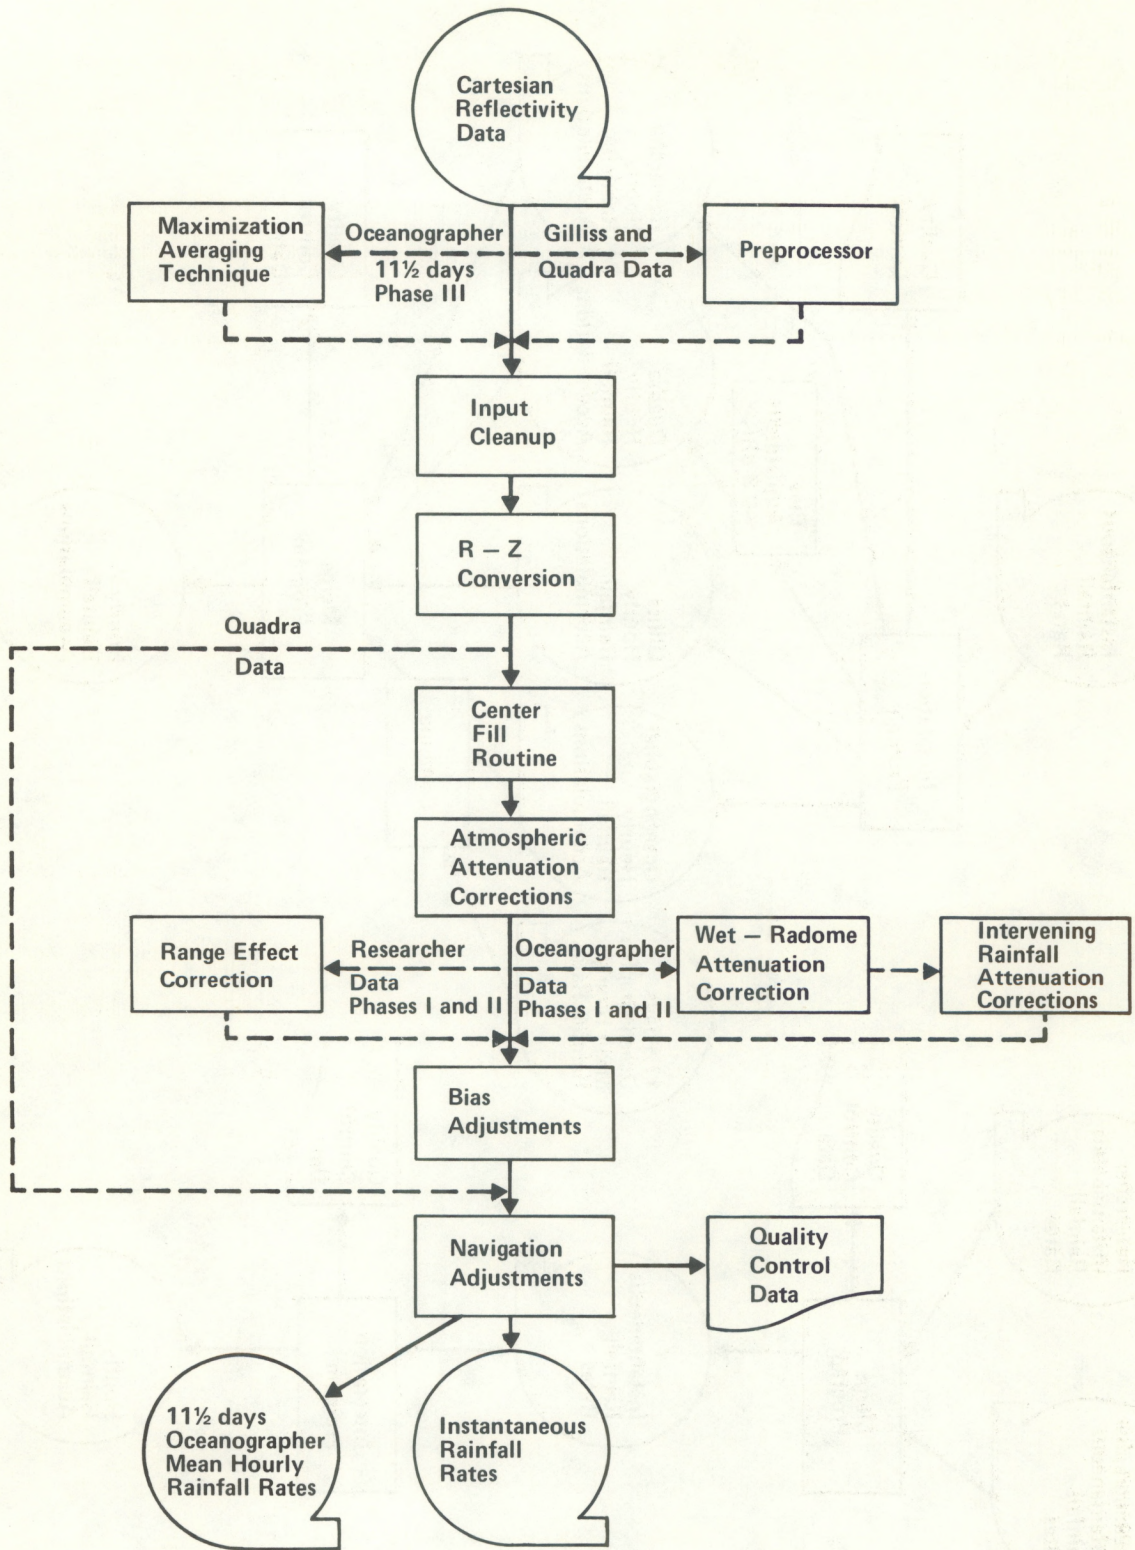 Cartesian
Reflectivity
Data
Maximization
Averaging
Technique
Oceanographer
11½ days
Phase III
Gilliss and
Quadra Data
Preprocessor
Input
Cleanup
R – Z
Conversion
Quadra
Data
Center
Fill
Routine
Atmospheric
Attenuation
Corrections
Range Effect
Correction
Researcher
Data
Phases I and II
Oceanographer
Data
Phases I and II
Wet – Radome
Attenuation
Correction
Intervening
Rainfall
Attenuation
Corrections
Bias
Adjustments
Navigation
Adjustments
Quality
Control
Data
11½ days
Oceanographer
Mean Hourly
Rainfall Rates
Instantaneous
Rainfall
Rates